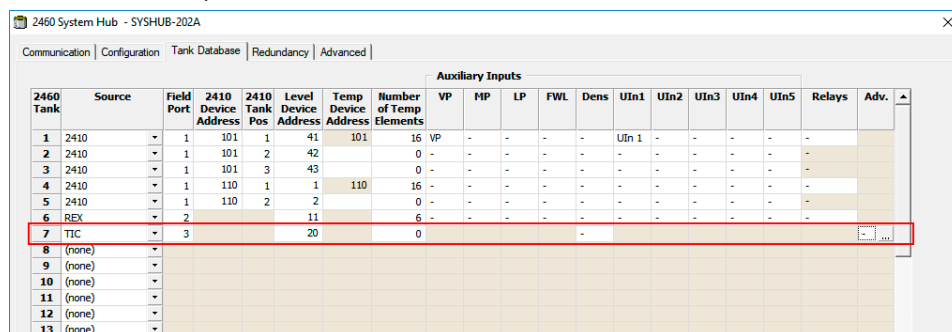 2460 System Hub - SYSHUB-202A
Communication Configuration Tank Database Redundancy Advanced
Auxiliary Inputs
2460 Tank Source Field Port 2410 Device Address 2410 Tank Pos Level Device Address Temp Device Address Number of Temp Elements VP MP LP FWL Dens UIn1 UIn2 UIn3 UIn4 UIn5 Relays Adv.
1 2410 1 101 1 41 101 16 VP - - - - UIn 1 - - - - -
2 2410 1 101 2 42 0 - - - - - - - - - - -
3 2410 1 101 3 43 0 - - - - - - - - - - -
4 2410 1 110 1 1 110 16 - - - - - - - - - - -
5 2410 1 110 2 2 0 - - - - - - - - - - -
6 REX 2 11 6 - - - - - - - - - - -
7 TIC 3 20 0 - - ...
8 (none)
9 (none)
10 (none)
11 (none)
12 (none)
13 (none)